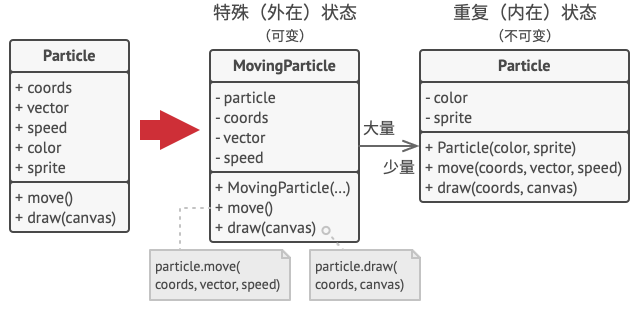 特殊（外在）状态
（可变）
重复（内在）状态
（不可变）
Particle
+ coords
+ vector
+ speed
+ color
+ sprite
+ move()
+ draw(canvas)
MovingParticle
- particle
- coords
- vector
- speed
+ MovingParticle(...)
+ move()
+ draw(canvas)
大量
少量
Particle
- color
- sprite
+ Particle(color, sprite)
+ move(coords, vector, speed)
+ draw(coords, canvas)
particle.move(
coords, vector, speed)
particle.draw(
coords, canvas)